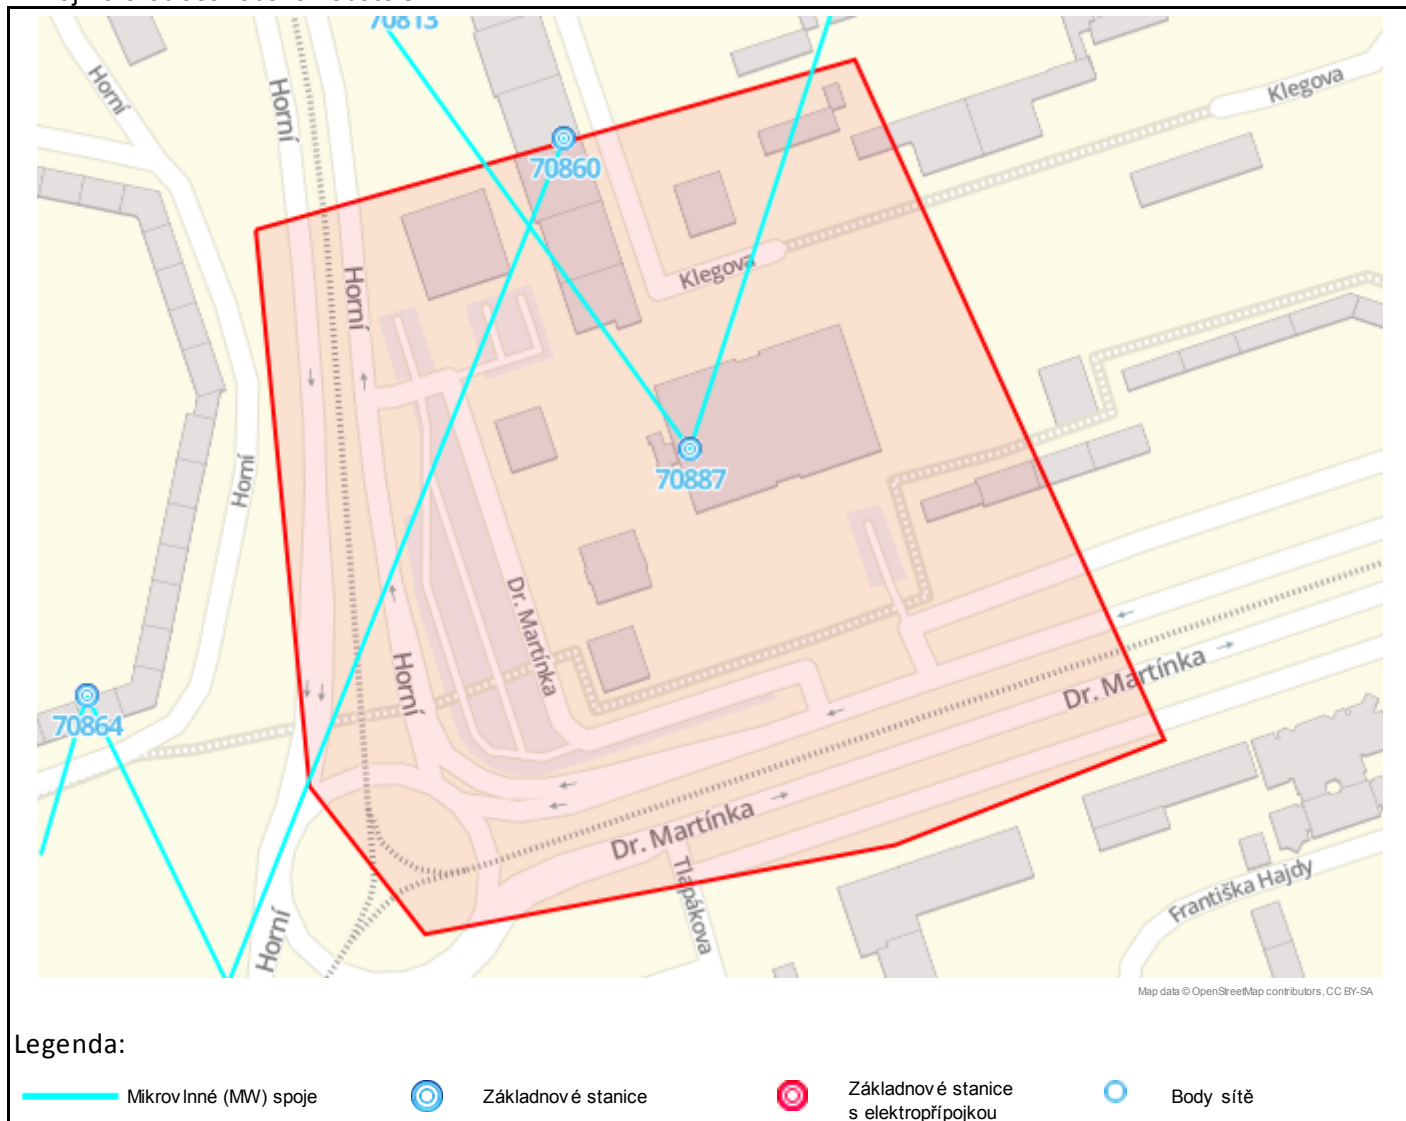 70813
Horní
Horní
Klegova
70860
Klegova
Horní
Horní
70887
Dr. Martínka
Horní
Dr. Martínka
70864
Dr. Martínka
Tlapákova
Františka Hajdy
Horní
Map data © OpenStreetMap contributors, CC BY-SA
Legenda:
Mikrovlnné (MW) spoje
Základnové stanice
Základnové stanice
s elektropřípojkou
Body sítě